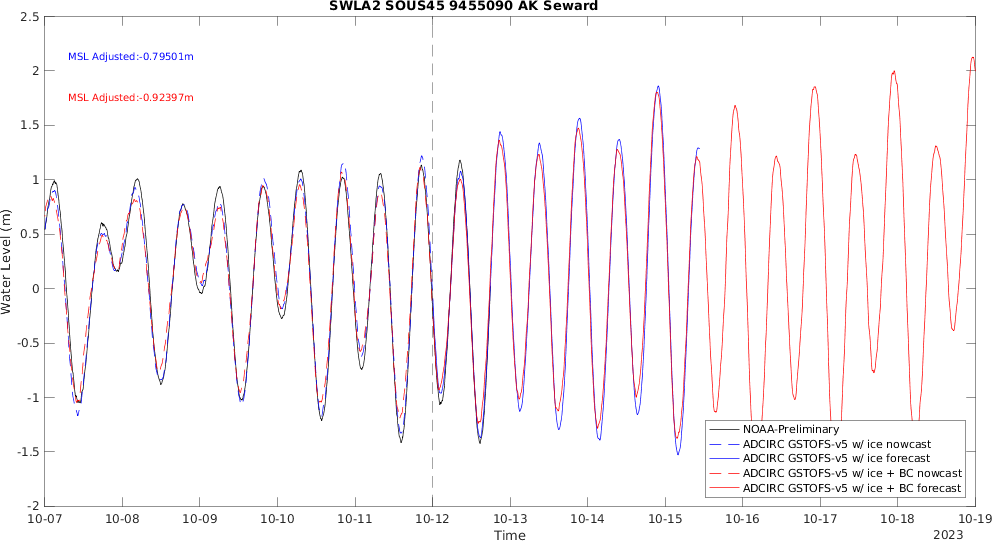 SWLA2 SOUS45 9455090 AK Seward
2.5
2
1.5
1
0.5
0
-0.5
-1
-1.5
-2
Water Level (m)
MSL Adjusted:-0.79501m
MSL Adjusted:-0.92397m
NOAA-Preliminary
ADCIRC GSTOFS-v5 w/ ice nowcast
ADCIRC GSTOFS-v5 w/ ice forecast
ADCIRC GSTOFS-v5 w/ ice + BC nowcast
ADCIRC GSTOFS-v5 w/ ice + BC forecast
10-07 10-08 10-09 10-10 10-11 10-12 10-13 10-14 10-15 10-16 10-17 10-18 10-19
Time
2023